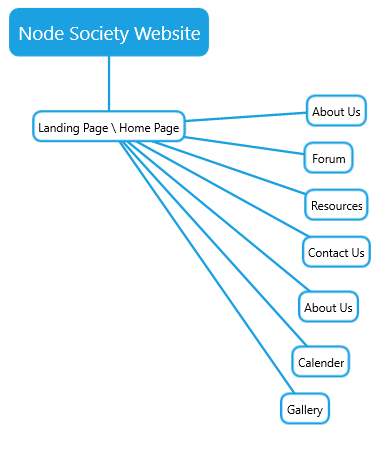 Node Society Website
Landing Page \ Home Page
About Us
Forum
Resources
Contact Us
About Us
Calender
Gallery